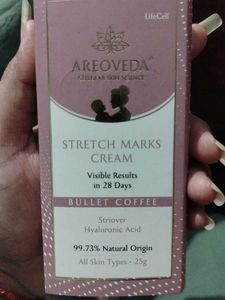 LifeCell
AREOVEDA
STRETCH MARKS
CREAM
Visible Results
in 28 Days
BULLET COFFEE
Striover
Hyaluronic Acid
99.73% Natural Origin
All Skin Types • 25g